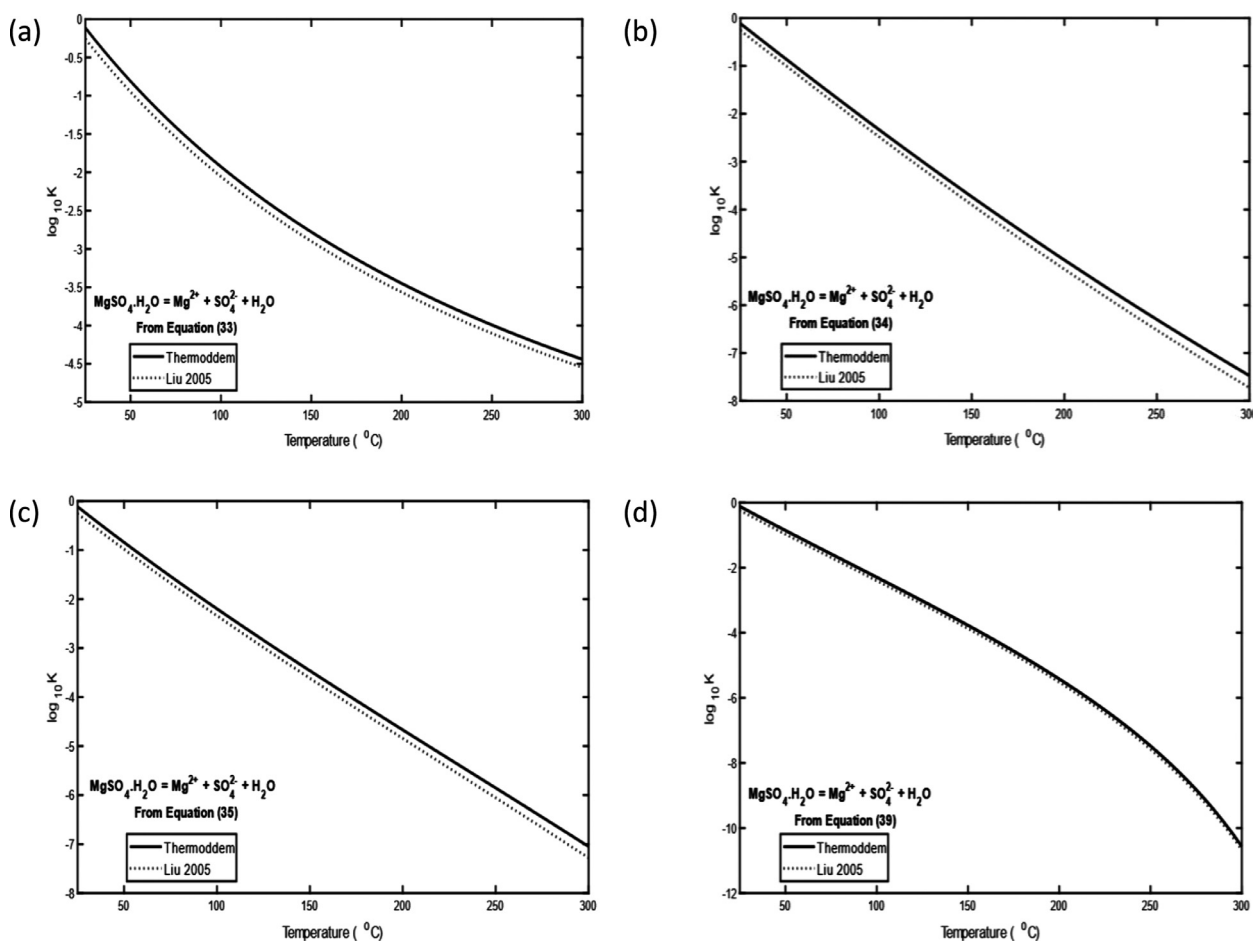 (a)
0
-0.5
-1
-1.5
-2
-2.5
-3
-3.5
-4
-4.5
-5
log 10 K
MgSO4.H2O = Mg2+ + SO42- + H2O
From Equation (33)
Thermoddem
Liu 2005
50 100 150 200 250 300
Temperature ( 0C)
(b)
0
-1
-2
-3
-4
-5
-6
-7
-8
log 10 K
MgSO4.H2O = Mg2+ + SO42- + H2O
From Equation (34)
Thermoddem
Liu 2005
50 100 150 200 250 300
Temperature ( 0C)
(c)
0
-1
-2
-3
-4
-5
-6
-7
-8
log 10 K
MgSO4.H2O = Mg2+ + SO42- + H2O
From Equation (35)
Thermoddem
Liu 2005
50 100 150 200 250 300
Temperature ( 0C)
(d)
0
-2
-4
-6
-8
-10
-12
log 10 K
MgSO4.H2O = Mg2+ + SO42- + H2O
From Equation (39)
Thermoddem
Liu 2005
50 100 150 200 250 300
Temperature ( 0C)